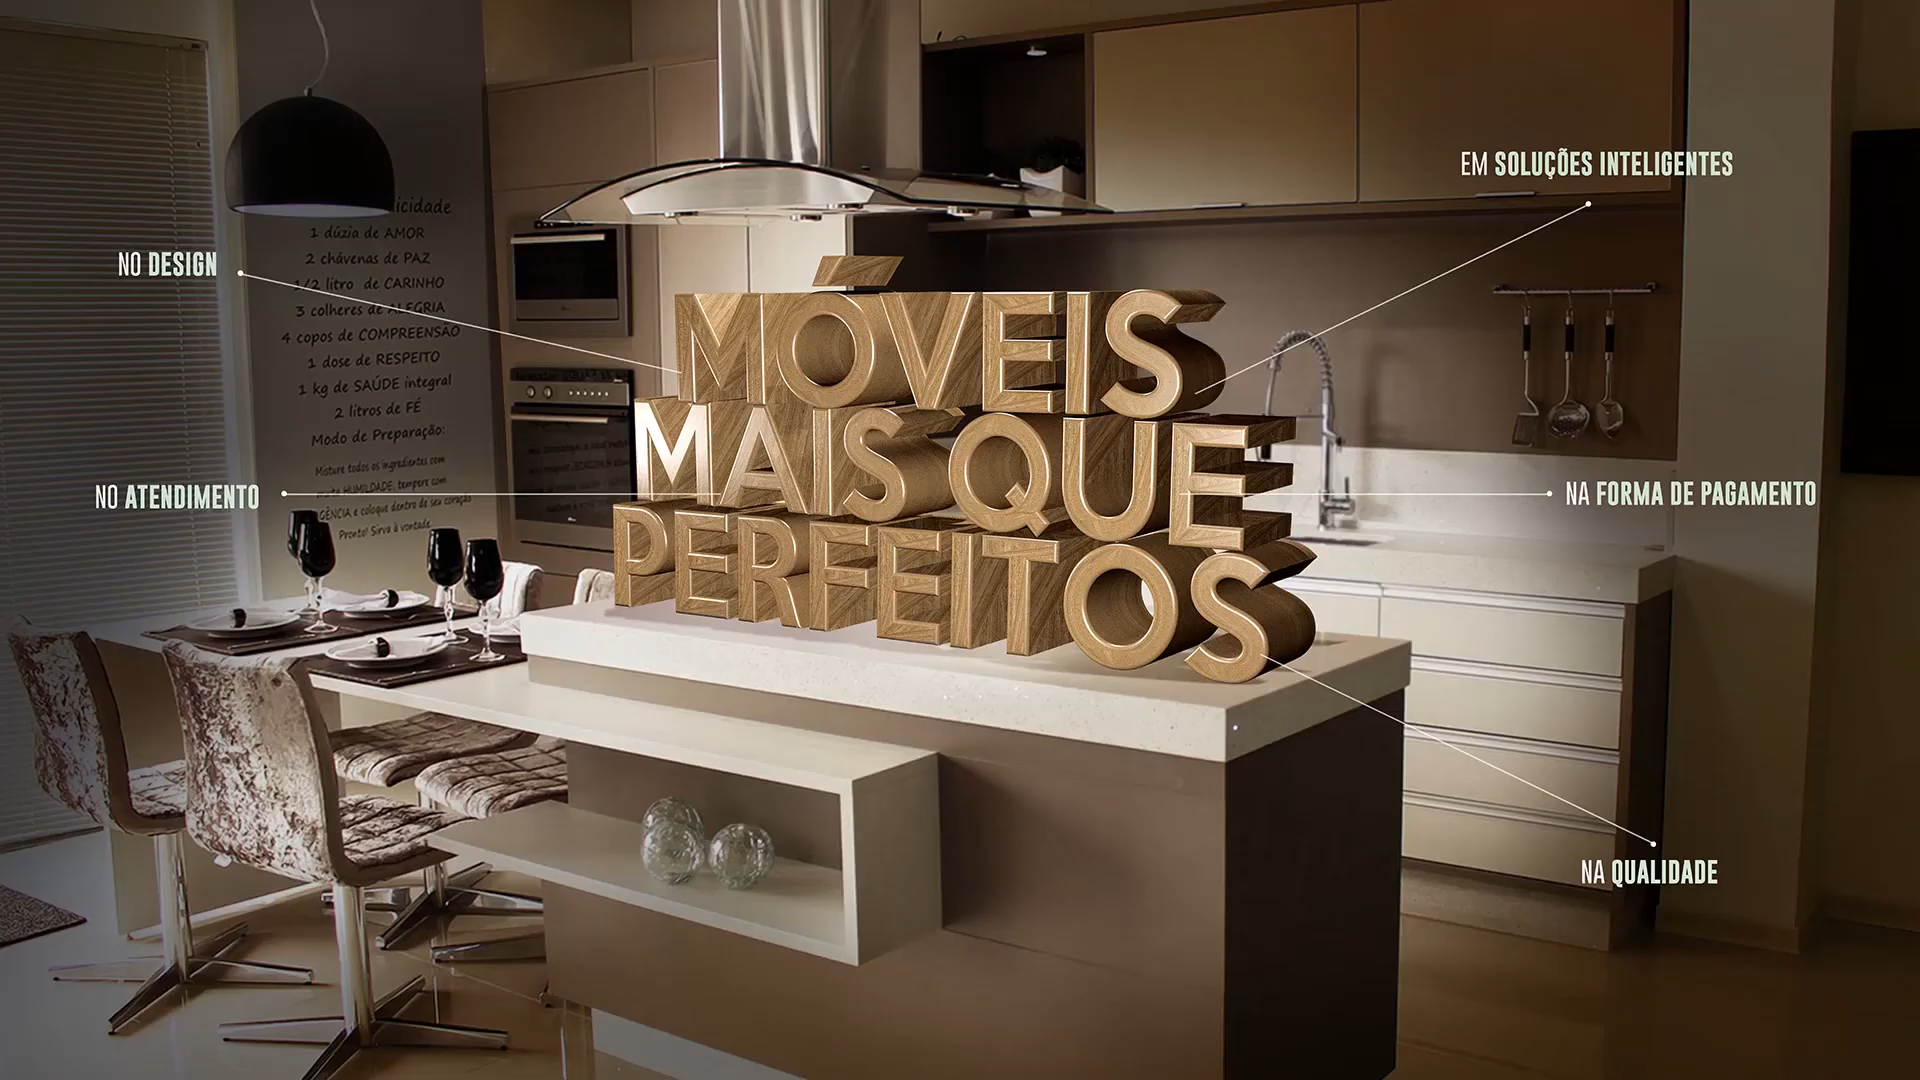 EM SOLUÇÕES INTELIGENTES
NO DESIGN
icidade
1 dúzia de AMOR
2 chávenas de PAZ
1/2 litro de CARINHO
3 colheres de ALEGRIA
4 copos de COMPREENSÃO
1 dose de RESPEITO
1 kg de SAÚDE integral
2 litros de FÉ
Modo de Preparação:
Misture todos os ingredientes com
muita HUMILDADE, tempere com
GÊNCIA e coloque dentro de seu coração
Pronto! Sirva à vontade.
MÓVEIS
MAIS QUE
PERFEITOS
NO ATENDIMENTO
NA FORMA DE PAGAMENTO
NA QUALIDADE